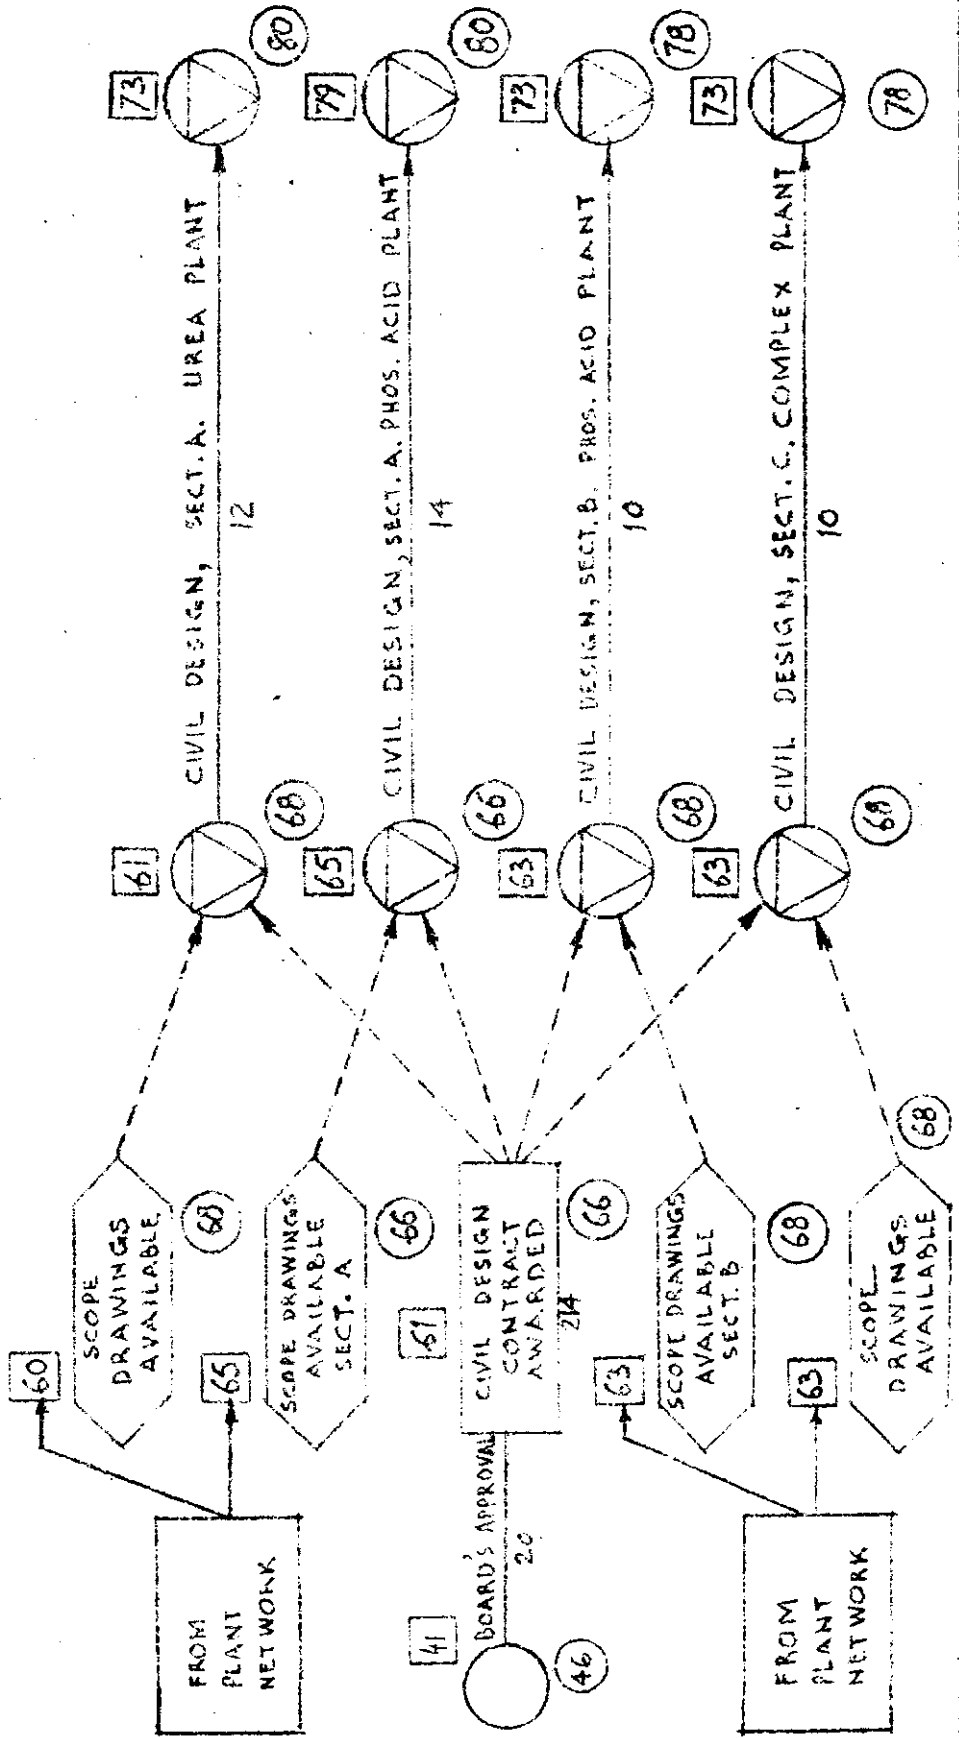 73
80
CIVIL DESIGN, SECT. A. UREA PLANT
12
61
68
SCOPE
DRAWINGS
AVAILABLE
60
68
79
80
CIVIL DESIGN, SECT. A. PHOS. ACID PLANT
14
65
66
SCOPE DRAWINGS
AVAILABLE
SECT. A
65
66
FROM
PLANT
NETWORK
CIVIL DESIGN
CONTRACT
AWARDED
214
61
66
BOARD'S APPROVAL
20
41
46
73
78
CIVIL DESIGN, SECT. B. PHOS. ACID PLANT
10
63
68
SCOPE DRAWINGS
AVAILABLE
SECT. B
63
68
73
78
CIVIL DESIGN, SECT. C. COMPLEX PLANT
10
63
68
SCOPE
DRAWINGS
AVAILABLE
63
68
FROM
PLANT
NETWORK